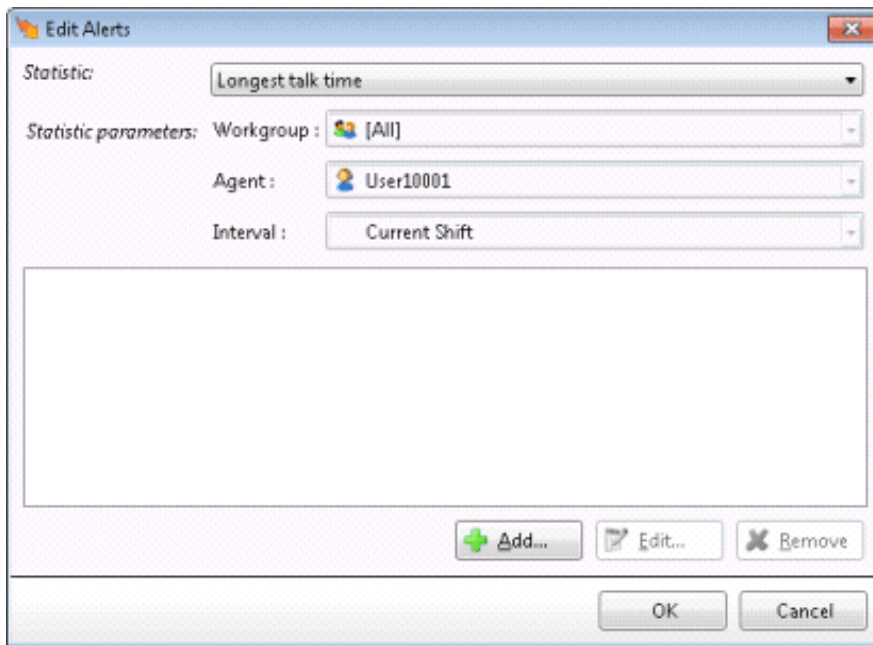 Edit Alerts
Statistic:
Longest talk time
Statistic parameters:
Workgroup :
[All]
Agent :
User10001
Interval :
Current Shift
Add...
Edit...
Remove
OK
Cancel